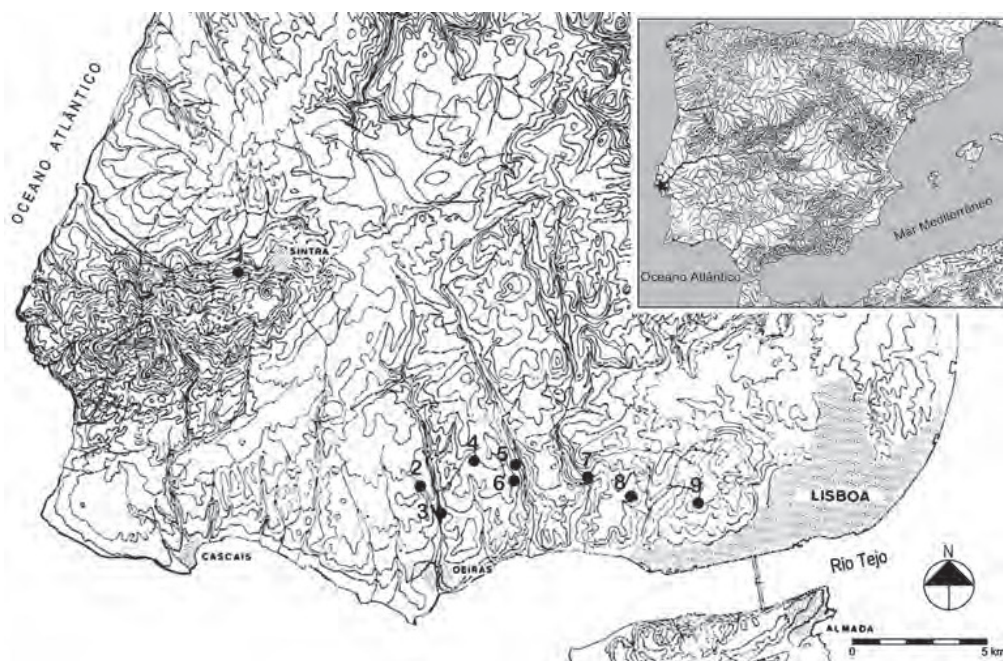 OCEANO ATLÂNTICO
Oceano Atlântico
Mar Mediterrâneo
1
SINTRA
2
3
4
5
6
7
8
9
CASCAIS
OEIRAS
LISBOA
Rio Tejo
N
ALMADA
0 5 km